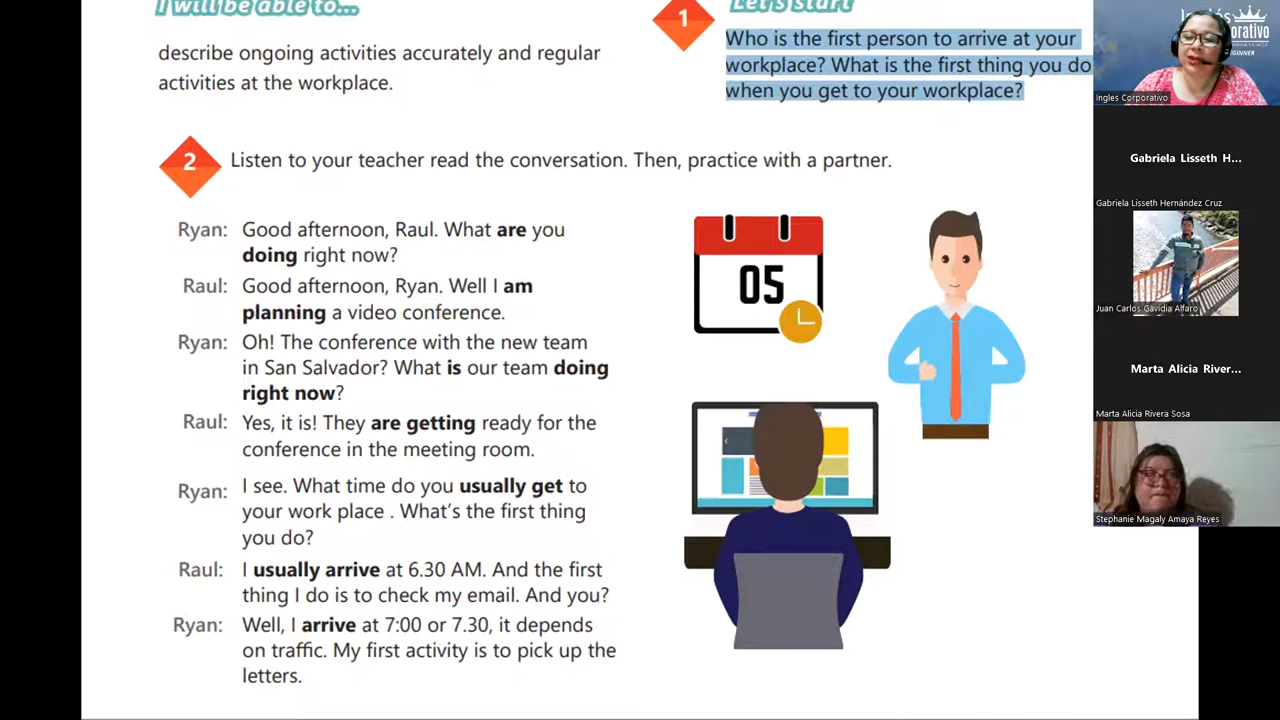 I will be able to...
describe ongoing activities accurately and regular
activities at the workplace.
1
Let's start
Who is the first person to arrive at your
workplace? What is the first thing you do
when you get to your workplace?
2
Listen to your teacher read the conversation. Then, practice with a partner.
Ryan: Good afternoon, Raul. What are you
doing right now?
Raul: Good afternoon, Ryan. Well I am
planning a video conference.
Ryan: Oh! The conference with the new team
in San Salvador? What is our team doing
right now?
Raul: Yes, it is! They are getting ready for the
conference in the meeting room.
Ryan: I see. What time do you usually get to
your work place . What's the first thing
you do?
Raul: I usually arrive at 6.30 AM. And the first
thing I do is to check my email. And you?
Ryan: Well, I arrive at 7:00 or 7.30, it depends
on traffic. My first activity is to pick up the
letters.
05
Ingles Corporativo
Gabriela Lisseth H...
Gabriela Lisseth Hernández Cruz
Juan Carlos Gavidia Alfaro
Marta Alicia River...
Marta Alicia Rivera Sosa
Stephanie Magaly Amaya Reyes